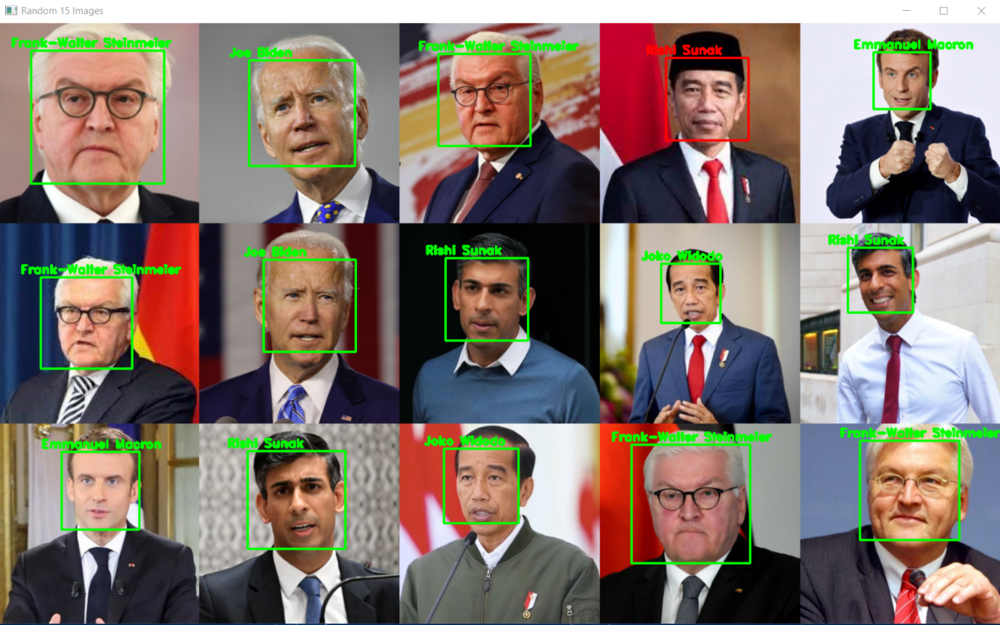 Random 15 Images
Frank-Walter Steinmeier
Joe Biden
Frank-Walter Steinmeier
Rishi Sunak
Emmanuel Macron
Frank-Walter Steinmeier
Joe Biden
Rishi Sunak
Joko Widodo
Rishi Sunak
Emmanuel Macron
Rishi Sunak
Joko Widodo
Frank-Walter Steinmeier
Frank-Walter Steinmeier